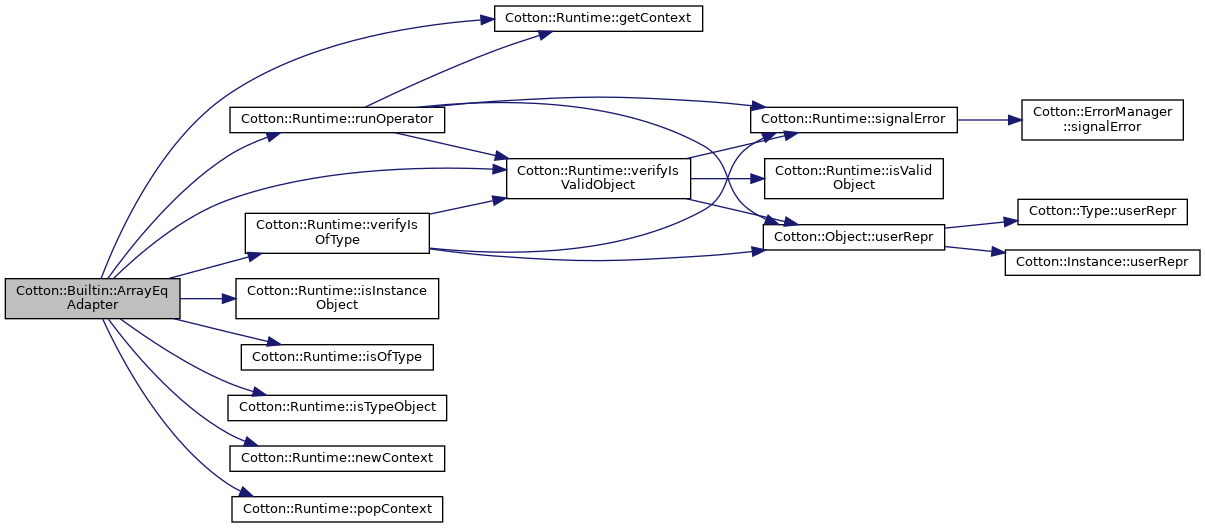 Cotton::Runtime::getContext
Cotton::Runtime::runOperator
Cotton::Runtime::signalError
Cotton::ErrorManager
::signalError
Cotton::Runtime::verifyIs
ValidObject
Cotton::Runtime::isValid
Object
Cotton::Runtime::verifyIs
OfType
Cotton::Object::userRepr
Cotton::Type::userRepr
Cotton::Instance::userRepr
Cotton::Builtin::ArrayEq
Adapter
Cotton::Runtime::isInstance
Object
Cotton::Runtime::isOfType
Cotton::Runtime::isTypeObject
Cotton::Runtime::newContext
Cotton::Runtime::popContext